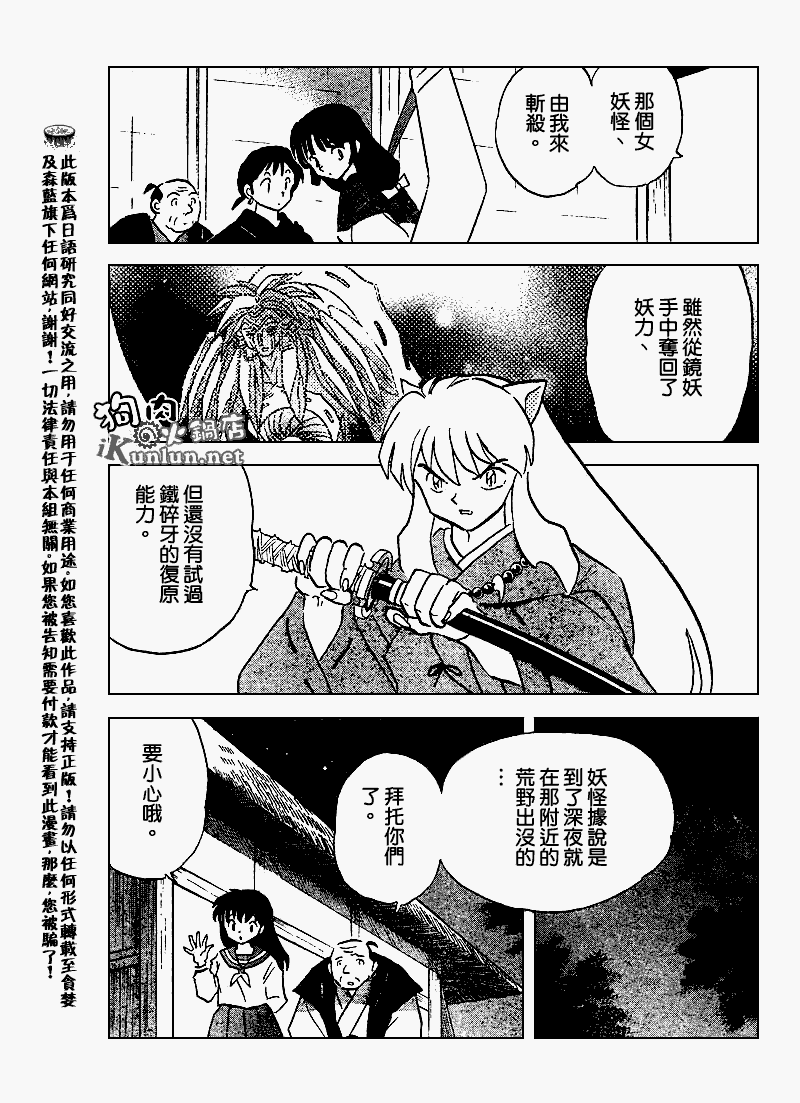 那個女
妖怪、
由我來
斬殺。
雖然從鏡妖
手中奪回了
妖力、
但還沒有試過
鐵碎牙的復原
能力。
妖怪據說是
到了深夜就
在那附近的
荒野出沒的
…
拜托你們
了。
要小心哦。
此版本爲日語研究同好交流之用，請勿用于任何商業用途。如您喜歡此作品，請支持正版！請勿以任何形式轉載至貪婪
及森藍旗下任何網站，謝謝！一切法律責任與本組無關。如果您被告知需要付款才能看到此漫畫，那麽，您被騙了！
狗肉
火鍋店
iKunlun.net